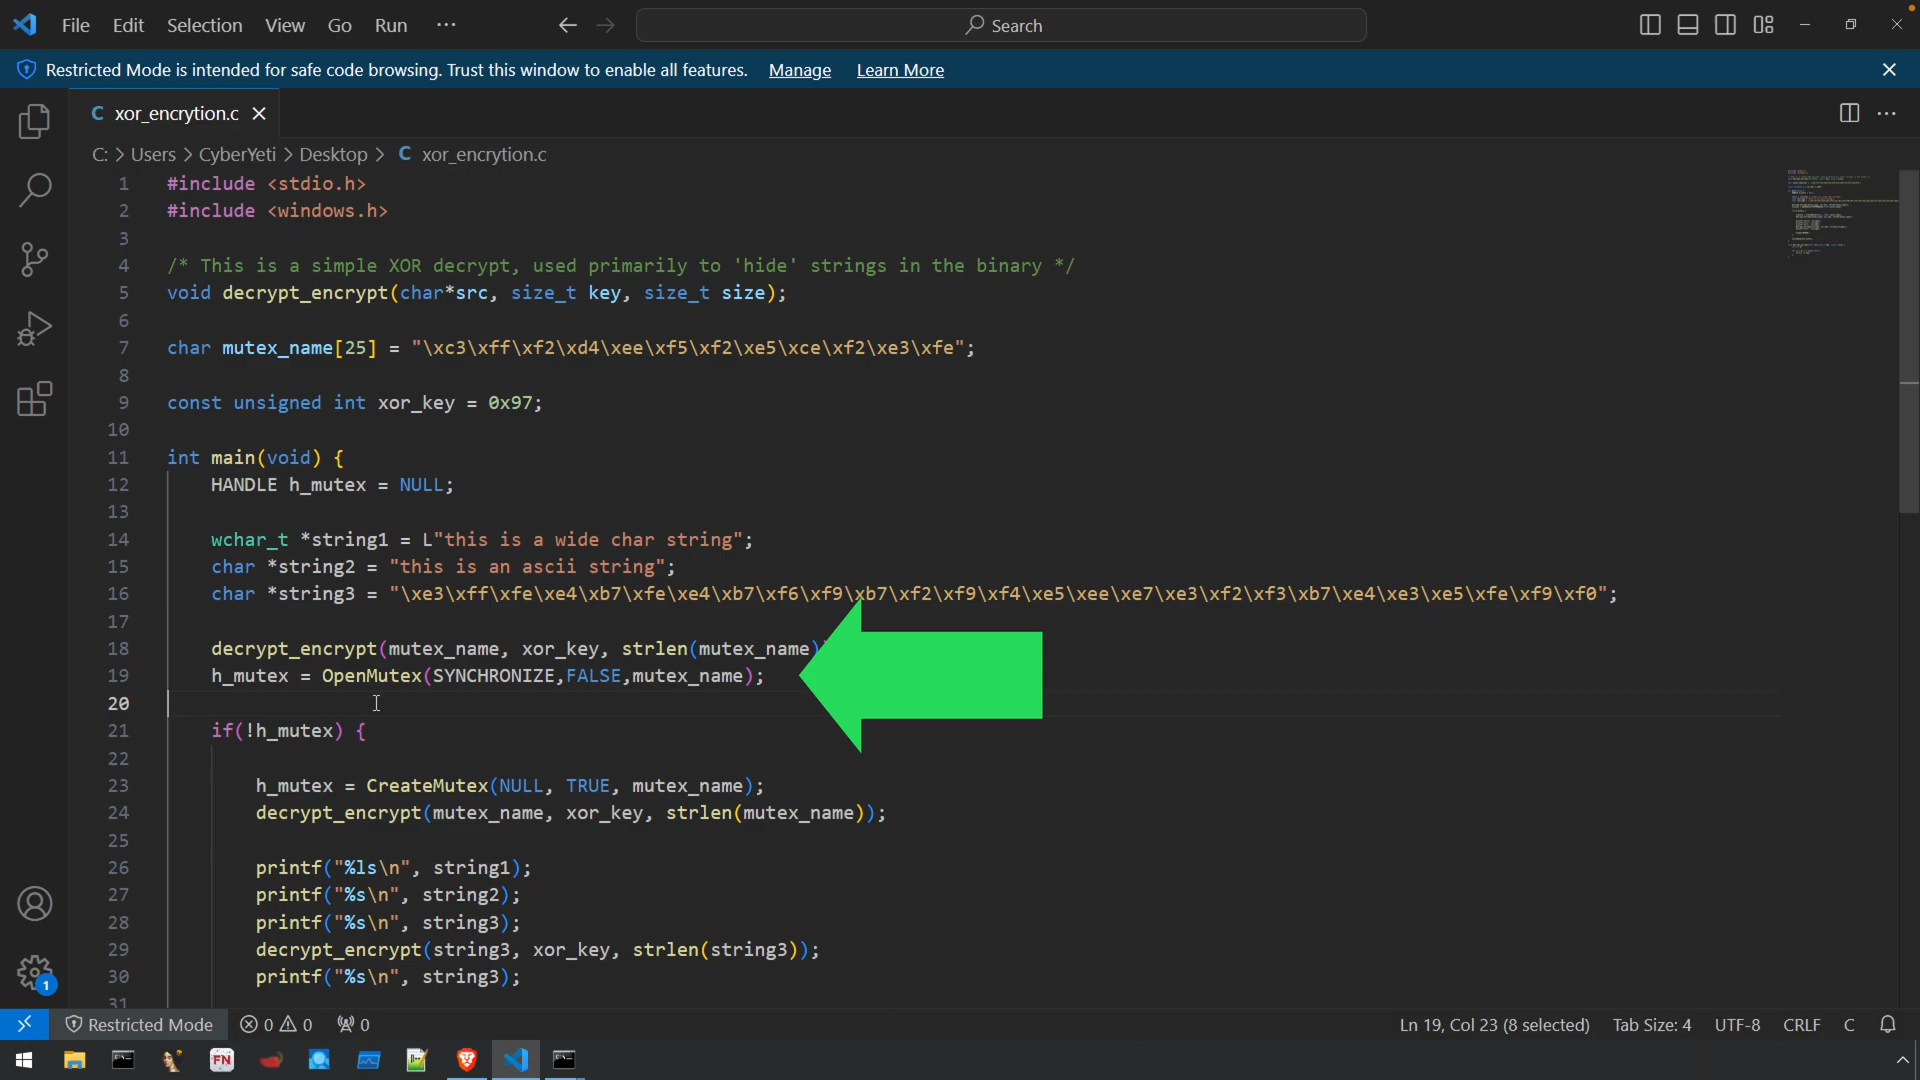 File Edit Selection View Go Run ··· Search
Restricted Mode is intended for safe code browsing. Trust this window to enable all features. Manage Learn More
C xor_encrytion.c
C: > Users > CyberYeti > Desktop > C xor_encrytion.c
1 #include <stdio.h>
2 #include <windows.h>
3
4 /* This is a simple XOR decrypt, used primarily to 'hide' strings in the binary */
5 void decrypt_encrypt(char*src, size_t key, size_t size);
6
7 char mutex_name[25] = "\xc3\xff\xf2\xd4\xee\xf5\xf2\xe5\xce\xf2\xe3\xfe";
8
9 const unsigned int xor_key = 0x97;
10
11 int main(void) {
12 HANDLE h_mutex = NULL;
13
14 wchar_t *string1 = L"this is a wide char string";
15 char *string2 = "this is an ascii string";
16 char *string3 = "\xe3\xff\xfe\xe4\xb7\xfe\xe4\xb7\xf6\xf9\xb7\xf2\xf9\xf4\xe5\xee\xe7\xe3\xf2\xf3\xb7\xe4\xe3\xe5\xfe\xf9\xf0";
17
18 decrypt_encrypt(mutex_name, xor_key, strlen(mutex_name)
19 h_mutex = OpenMutex(SYNCHRONIZE,FALSE,mutex_name);
20
21 if(!h_mutex) {
22
23 h_mutex = CreateMutex(NULL, TRUE, mutex_name);
24 decrypt_encrypt(mutex_name, xor_key, strlen(mutex_name));
25
26 printf("%ls\n", string1);
27 printf("%s\n", string2);
28 printf("%s\n", string3);
29 decrypt_encrypt(string3, xor_key, strlen(string3));
30 printf("%s\n", string3);
31
1
Restricted Mode 0 0 0 Ln 19, Col 23 (8 selected) Tab Size: 4 UTF-8 CRLF C
FN